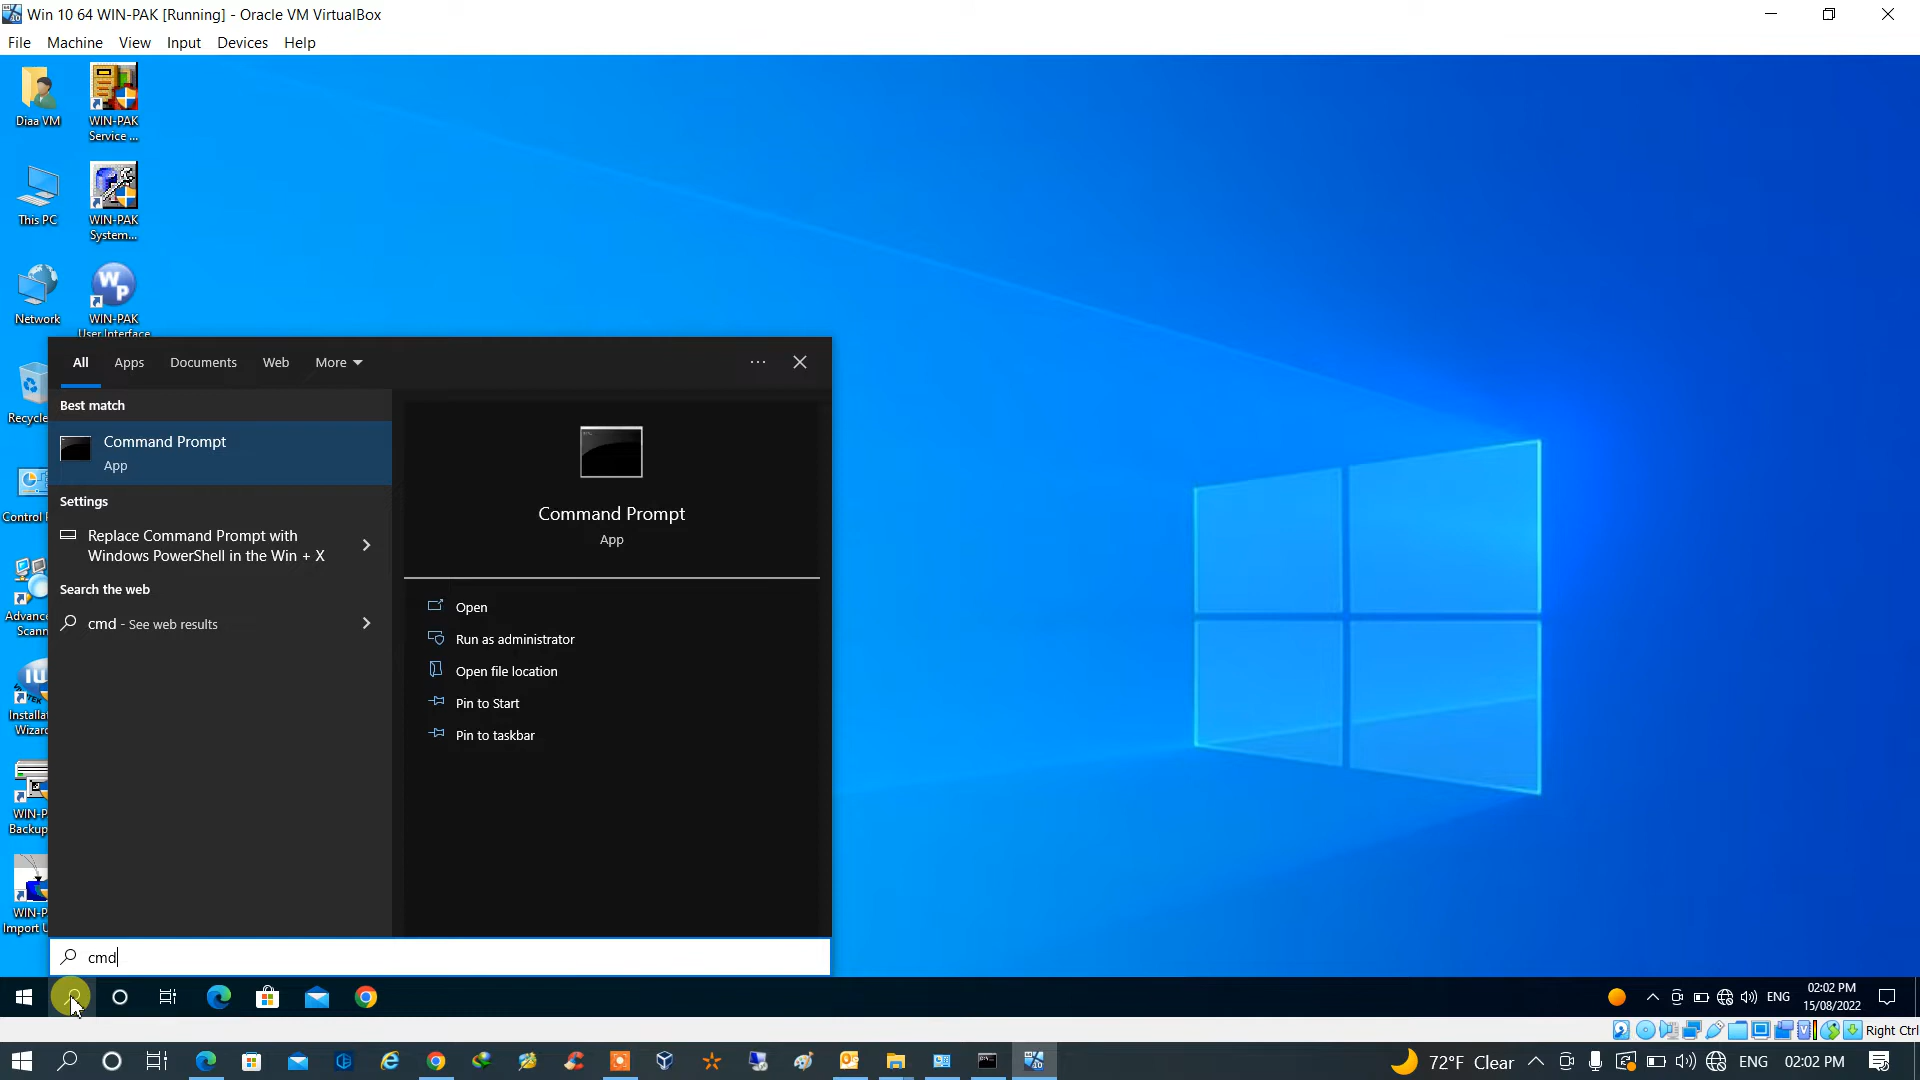 Win 10 64 WIN-PAK [Running] - Oracle VM VirtualBox
File Machine View Input Devices Help
Diaa VM
WIN-PAK
Service ...
This PC
WIN-PAK
System...
Network
WIN-PAK
User Interface
Recycle
Control
Advance
Scann
Installat
Wizar
WIN-P
Backup
WIN-P
Import U
All Apps Documents Web More
Best match
Command Prompt
App
Settings
Replace Command Prompt with
Windows PowerShell in the Win + X
Search the web
cmd - See web results
Command Prompt
App
Open
Run as administrator
Open file location
Pin to Start
Pin to taskbar
cmd
ENG
02:02 PM
15/08/2022
Right Ctrl
72°F Clear
ENG
02:02 PM